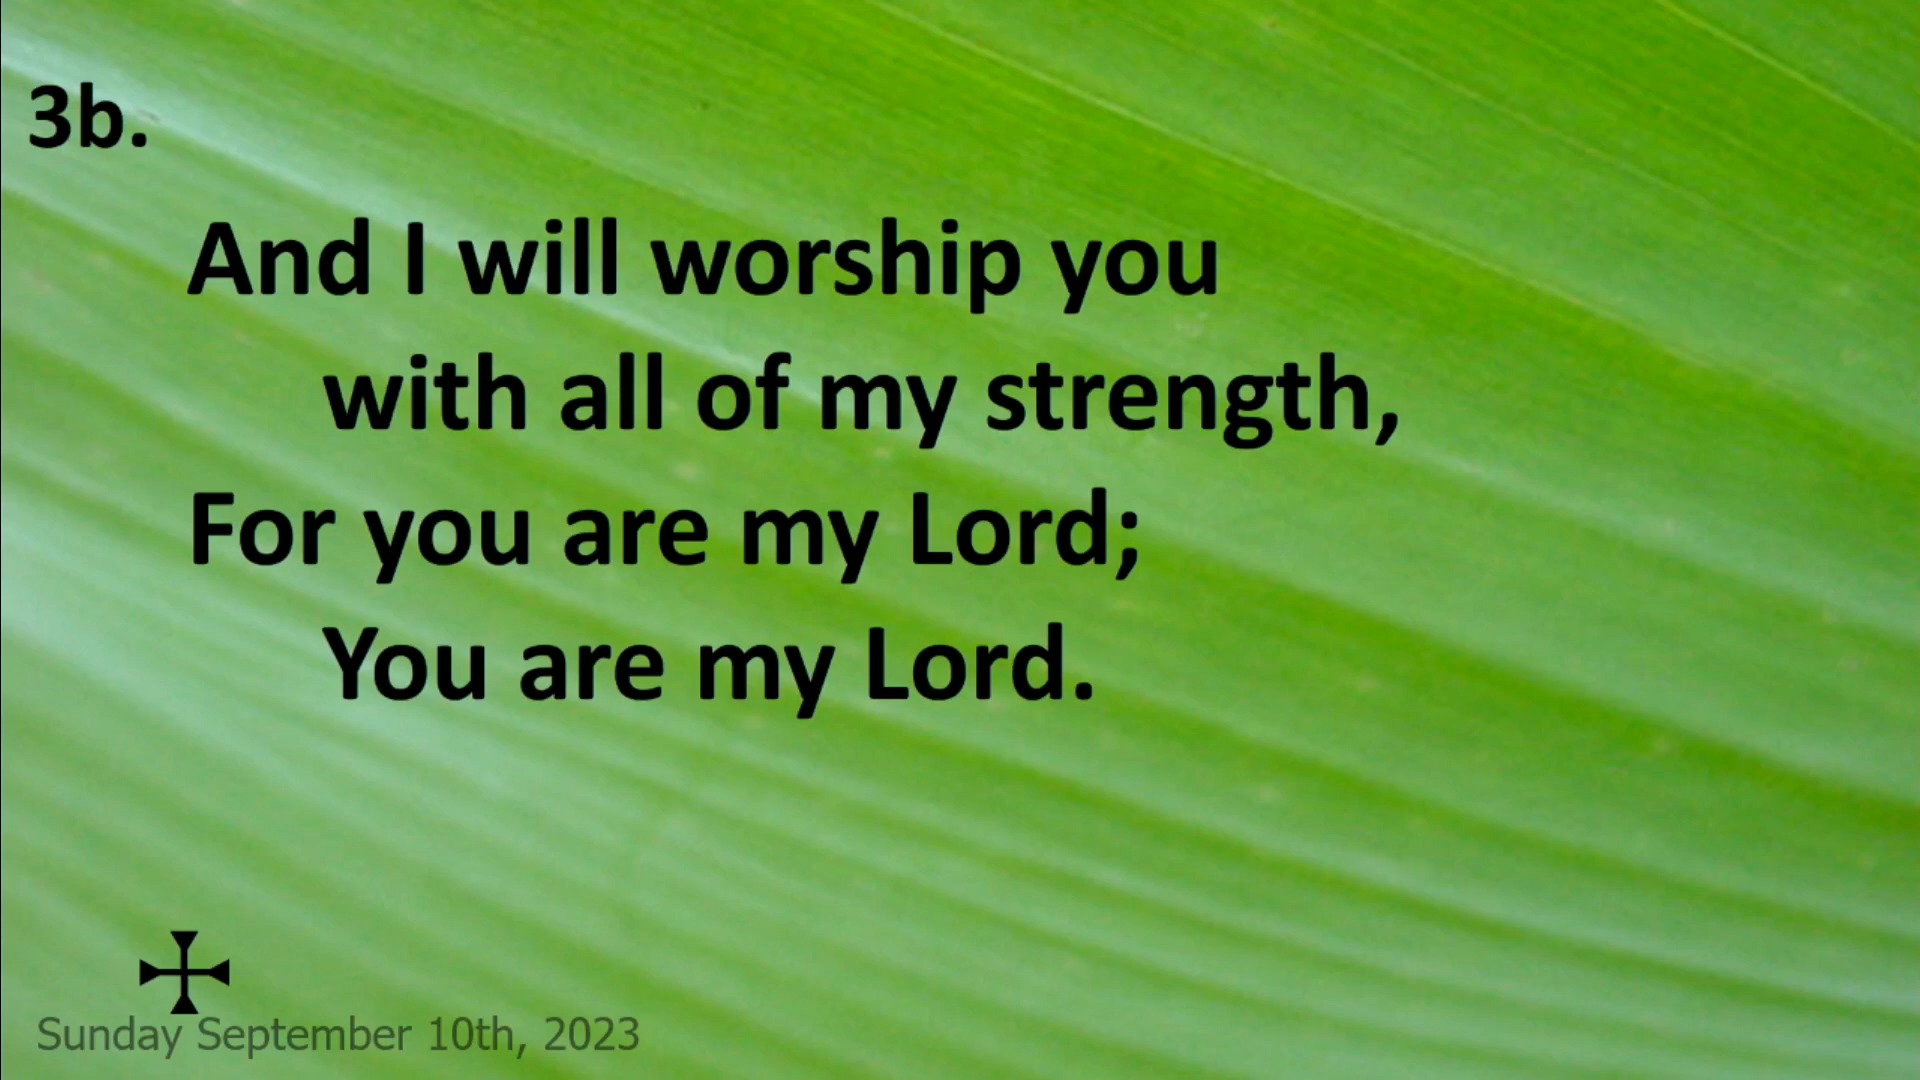 3b.
And I will worship you
with all of my strength,
For you are my Lord;
You are my Lord.
Sunday September 10th, 2023